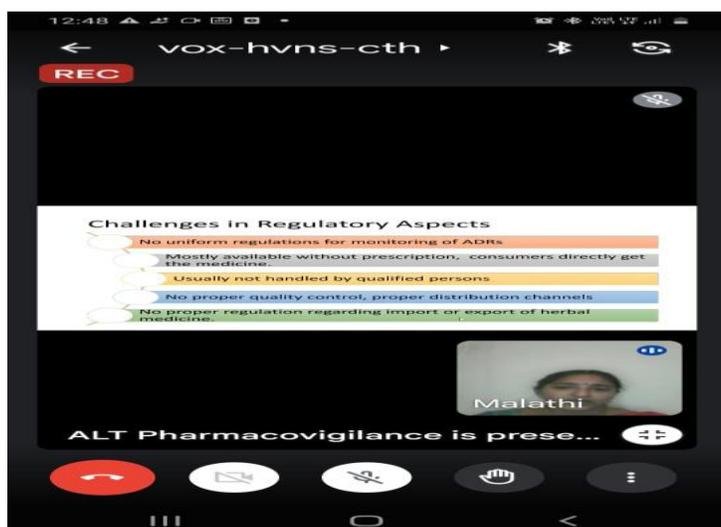 12:48
vox-hvns-cth
REC
Challenges in Regulatory Aspects
No uniform regulations for monitoring of ADRs
Mostly available without prescription, consumers directly get
the medicine.
Usually not handled by qualified persons
No proper quality control, proper distribution channels
No proper regulation regarding import or export of herbal
medicine.
Malathi
ALT Pharmacovigilance is prese...